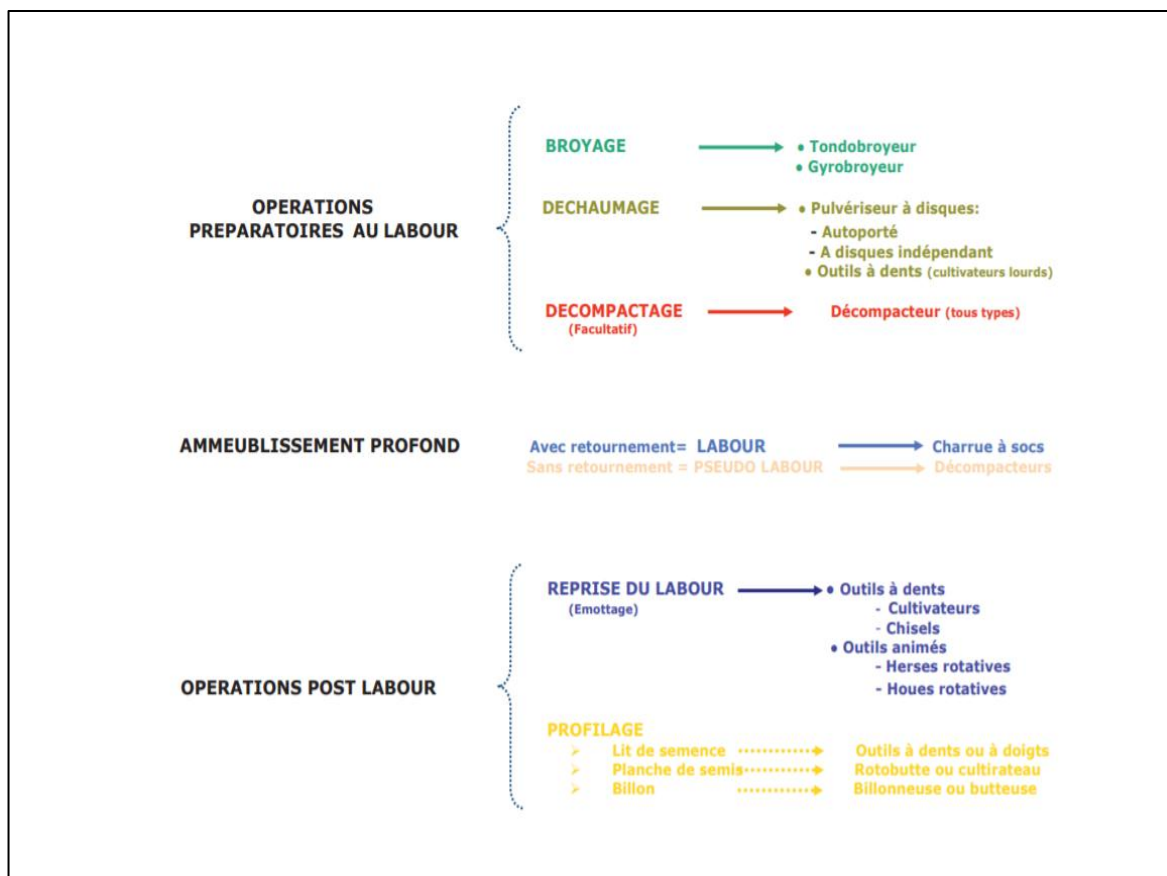 OPERATIONS
PREPARATOIRES AU LABOUR
BROYAGE
• Tondobroyeur
• Gyrobroyeur
DECHAUMAGE
• Pulvériseur à disques:
- Autoporté
- A disques indépendant
• Outils à dents (cultivateurs lourds)
DECOMPACTAGE
(Facultatif)
Décompacteur (tous types)
AMMEUBLISSEMENT PROFOND
Avec retournement= LABOUR
Charrue à socs
Sans retournement = PSEUDO LABOUR
Décompacteurs
OPERATIONS POST LABOUR
REPRISE DU LABOUR
(Emottage)
• Outils à dents
- Cultivateurs
- Chisels
• Outils animés
- Herses rotatives
- Houes rotatives
PROFILAGE
➢ Lit de semence
Outils à dents ou à doigts
➢ Planche de semis
Rotobutte ou cultirateau
➢ Billon
Billonneuse ou butteuse